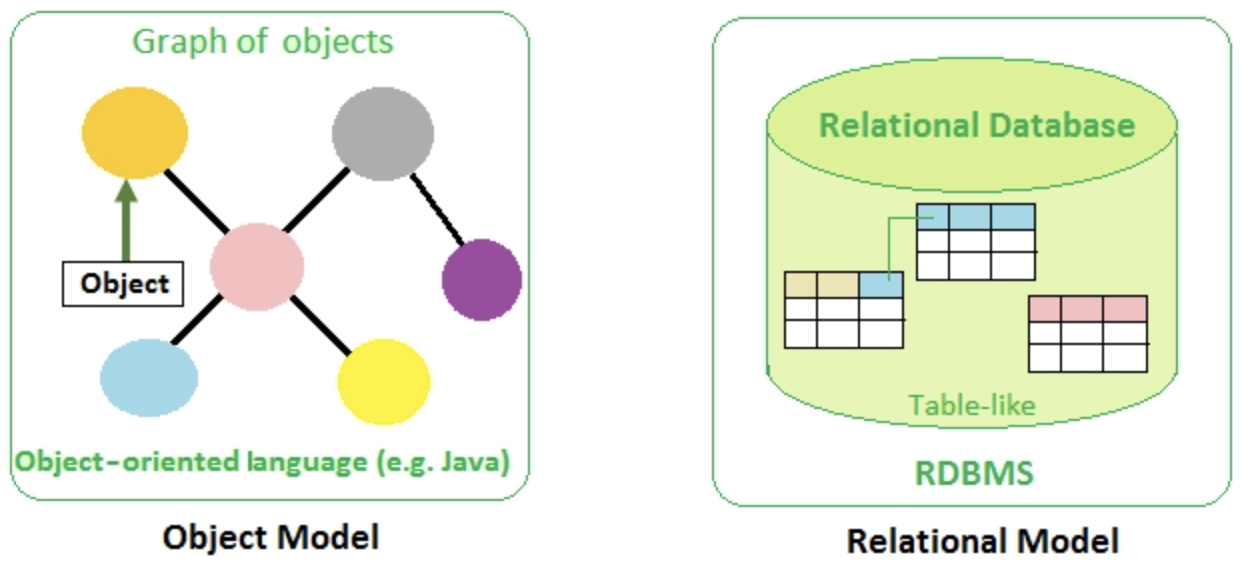 Graph of objects
Object
Object-oriented language (e.g. Java)
Object Model
Relational Database
Table-like
RDBMS
Relational Model